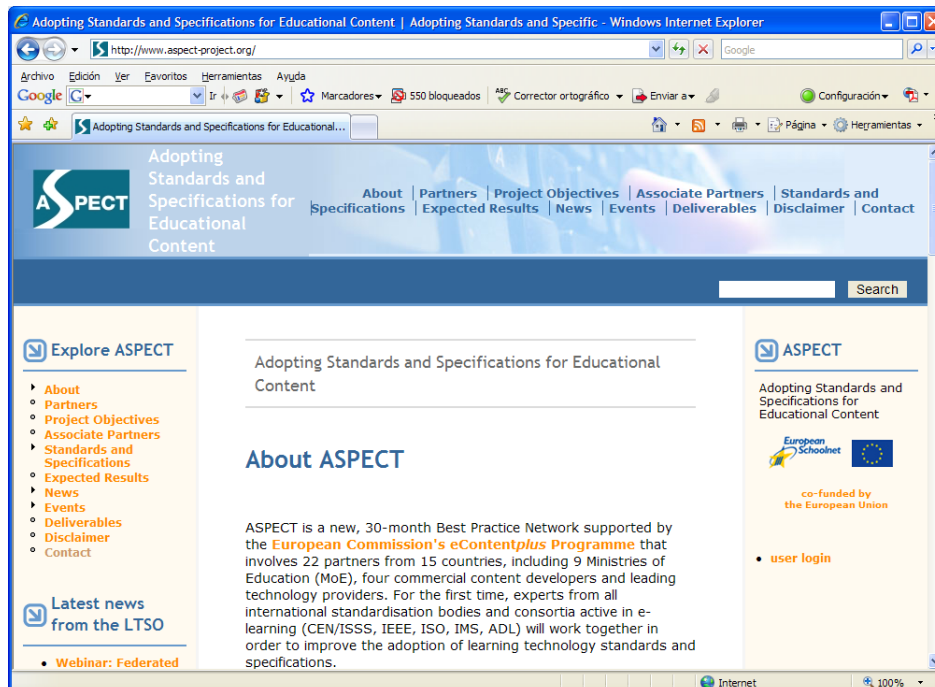 Adopting Standards and Specifications for Educational Content | Adopting Standards and Specific - Windows Internet Explorer
http://www.aspect-project.org/
Google
Archivo Edición Ver Favoritos Herramientas Ayuda
Google G Ir Marcadores 550 bloqueados ABC Corrector ortográfico Enviar a Configuración
Adopting Standards and Specifications for Educational... Página Herramientas
ASPECT
Adopting
Standards and
Specifications for
Educational
Content
About | Partners | Project Objectives | Associate Partners | Standards and
Specifications | Expected Results | News | Events | Deliverables | Disclaimer | Contact
Search
Explore ASPECT
About
Partners
Project Objectives
Associate Partners
Standards and
Specifications
Expected Results
News
Events
Deliverables
Disclaimer
Contact
Latest news
from the LTSO
Webinar: Federated
Adopting Standards and Specifications for Educational
Content
About ASPECT
ASPECT is a new, 30-month Best Practice Network supported by
the European Commission's eContentplus Programme that
involves 22 partners from 15 countries, including 9 Ministries of
Education (MoE), four commercial content developers and leading
technology providers. For the first time, experts from all
international standardisation bodies and consortia active in e-
learning (CEN/ISSS, IEEE, ISO, IMS, ADL) will work together in
order to improve the adoption of learning technology standards and
specifications.
ASPECT
Adopting Standards and
Specifications for
Educational Content
European
Schoolnet
co-funded by
the European Union
user login
Internet 100%